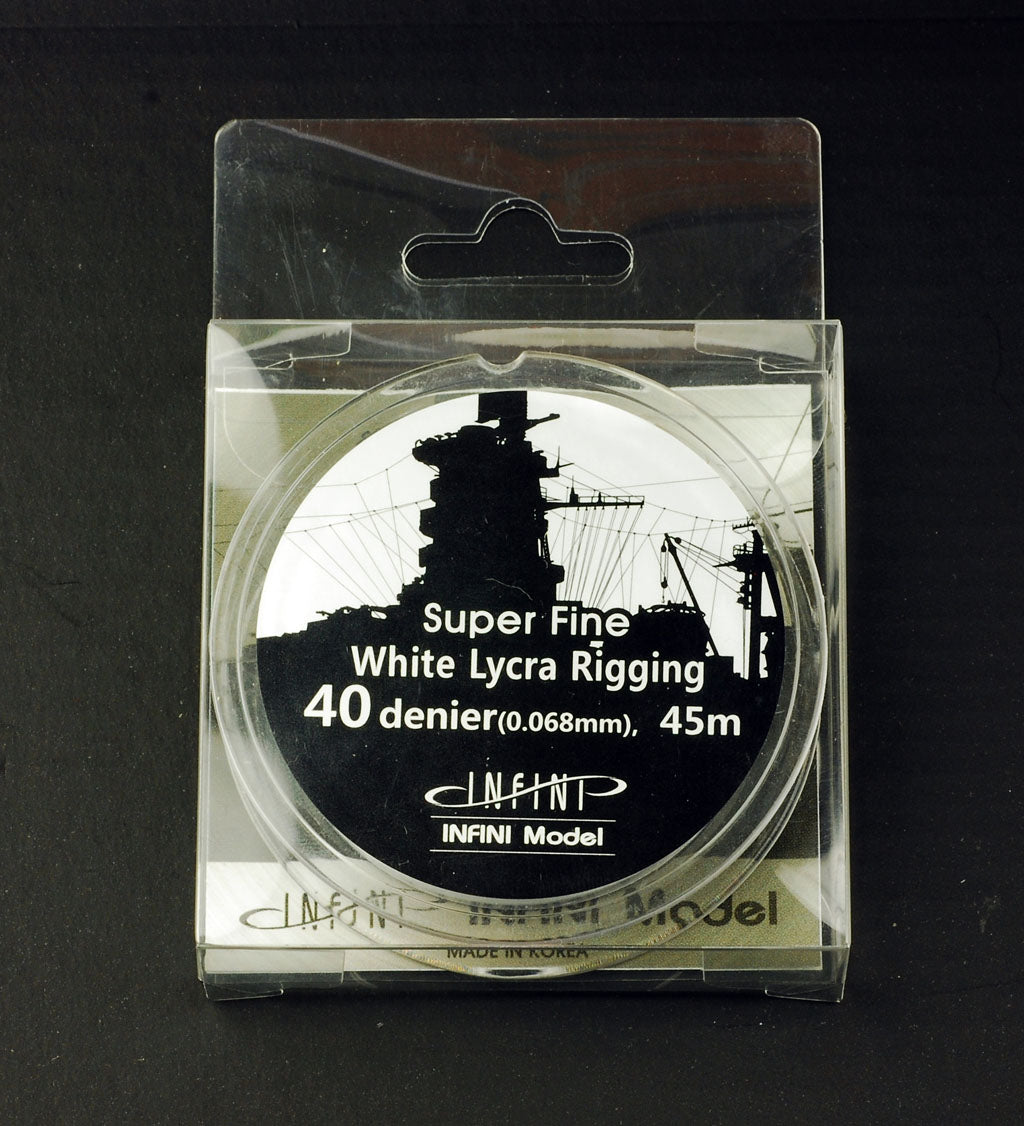 Super Fine
White Lycra Rigging
40 denier(0.068mm), 45m
INFINI
INFINI Model
INFINI INFINI Model
MADE IN KOREA